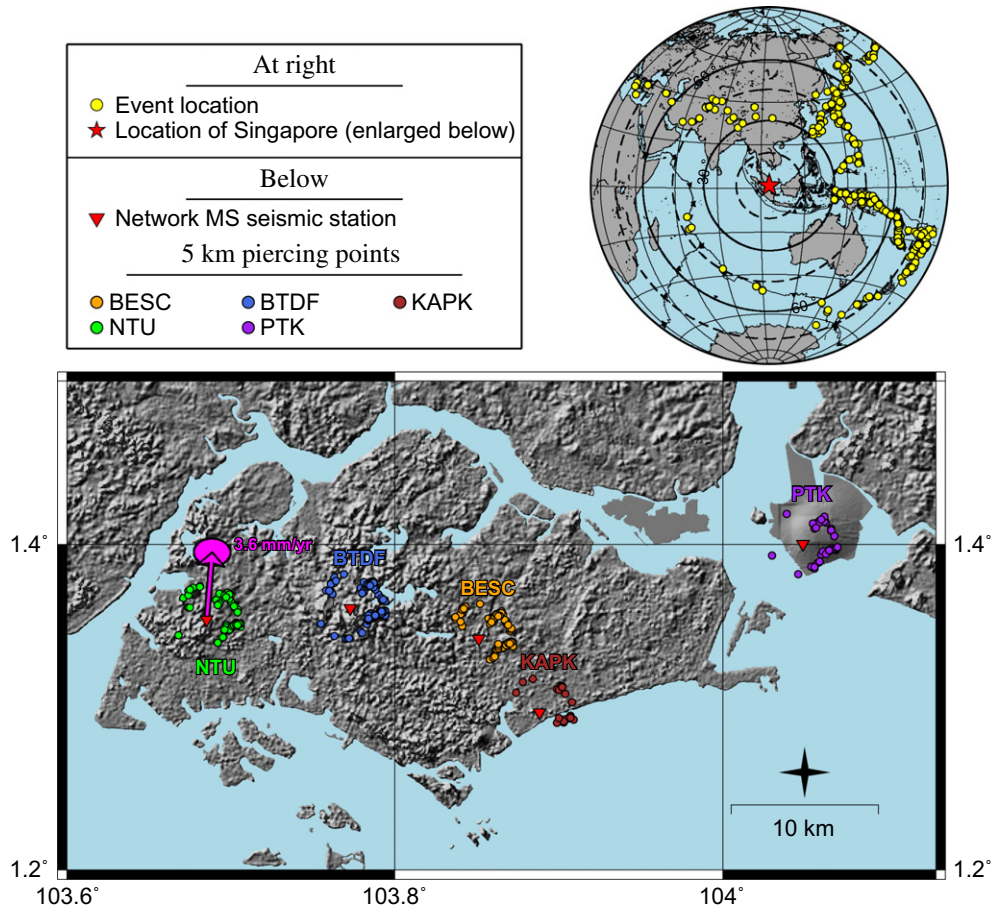 At right
Event location
Location of Singapore (enlarged below)
Below
Network MS seismic station
5 km piercing points
BESC BTDF KAPK
NTU PTK
60
30°
60
PTK
1.4˚ 3.6 mm/yr 1.4˚
BTDF
BESC
KAPK
NTU
10 km
1.2˚ 1.2˚
103.6˚ 103.8˚ 104˚